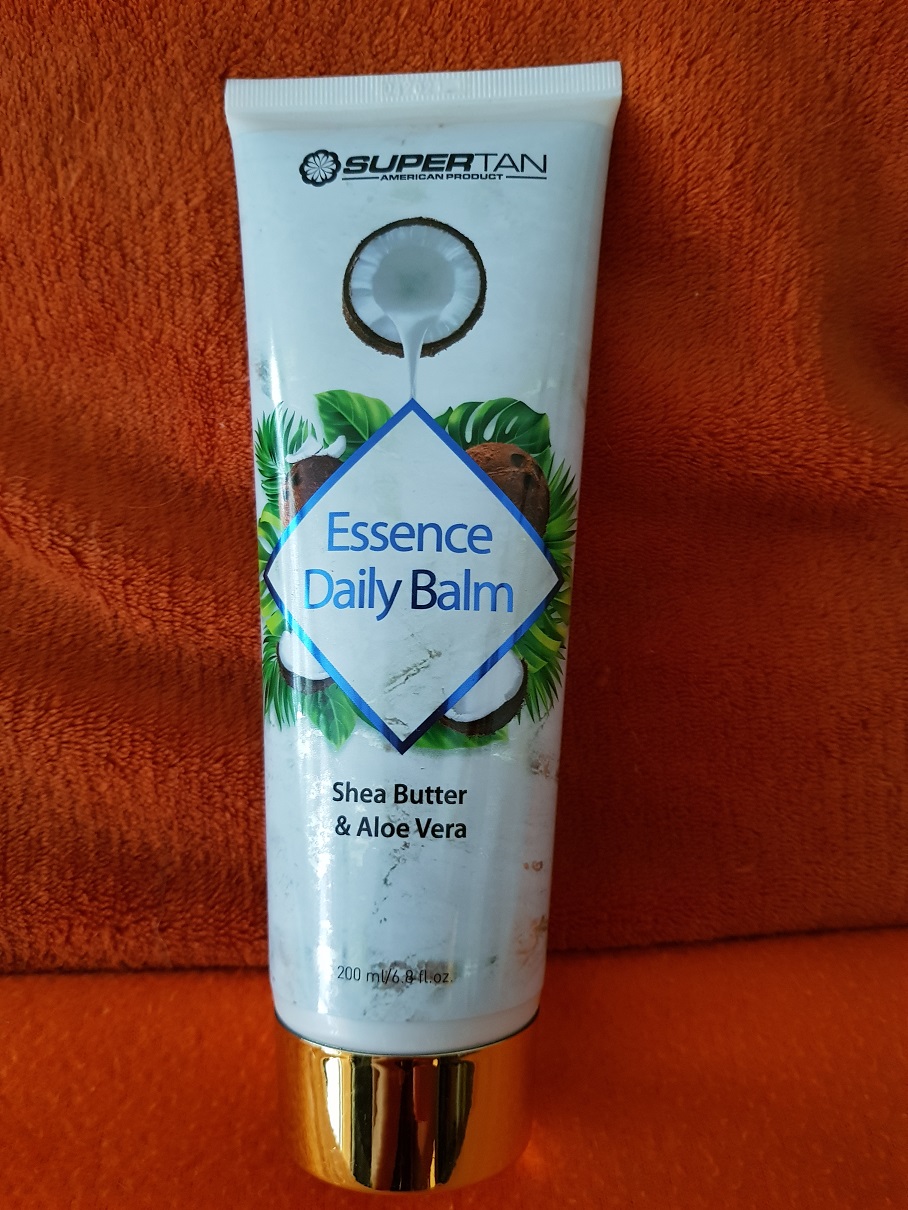 SUPERTAN
AMERICAN PRODUCT
Essence
Daily Balm
Shea Butter
& Aloe Vera
200 ml/6.8 fl.oz.